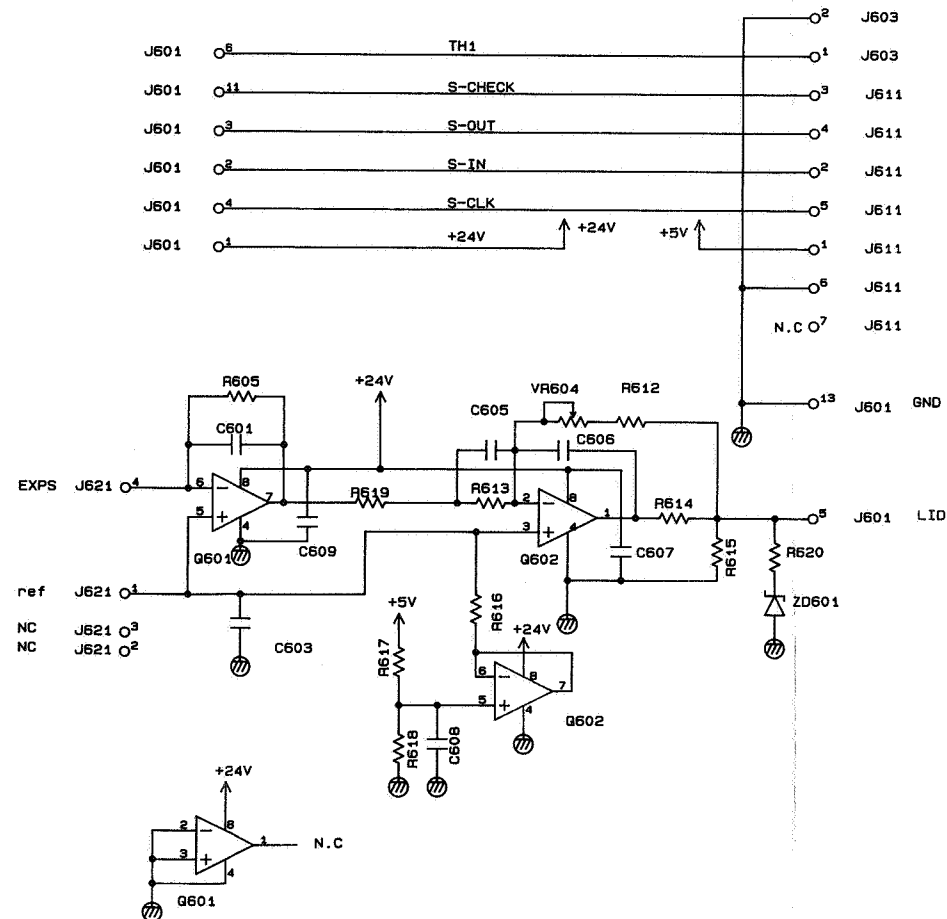 2 J603
J601 6 TH1 1 J603
J601 11 S-CHECK 3 J611
J601 3 S-OUT 4 J611
J601 2 S-IN 2 J611
J601 4 S-CLK 5 J611
J601 1 +24V +24V +5V 1 J611
6 J611
N.C 7 J611
13 J601 GND
R605 +24V VR604 R612
C601 C605 C606
EXPS J621 4 6 - 8 7 R619 R613 2 - 8 1 R614 5 J601 LID
5 + 4 3 + 4
Q601 C609 Q602 C607 R615 R620
ref J621 1 ZD601
C603 +5V R616 +24V
NC J621 3
NC J621 2
R617 6 - 8 7
5 + 4 Q602
R618 C608
+24V
2 - 8 1 N.C
3 + 4
Q601